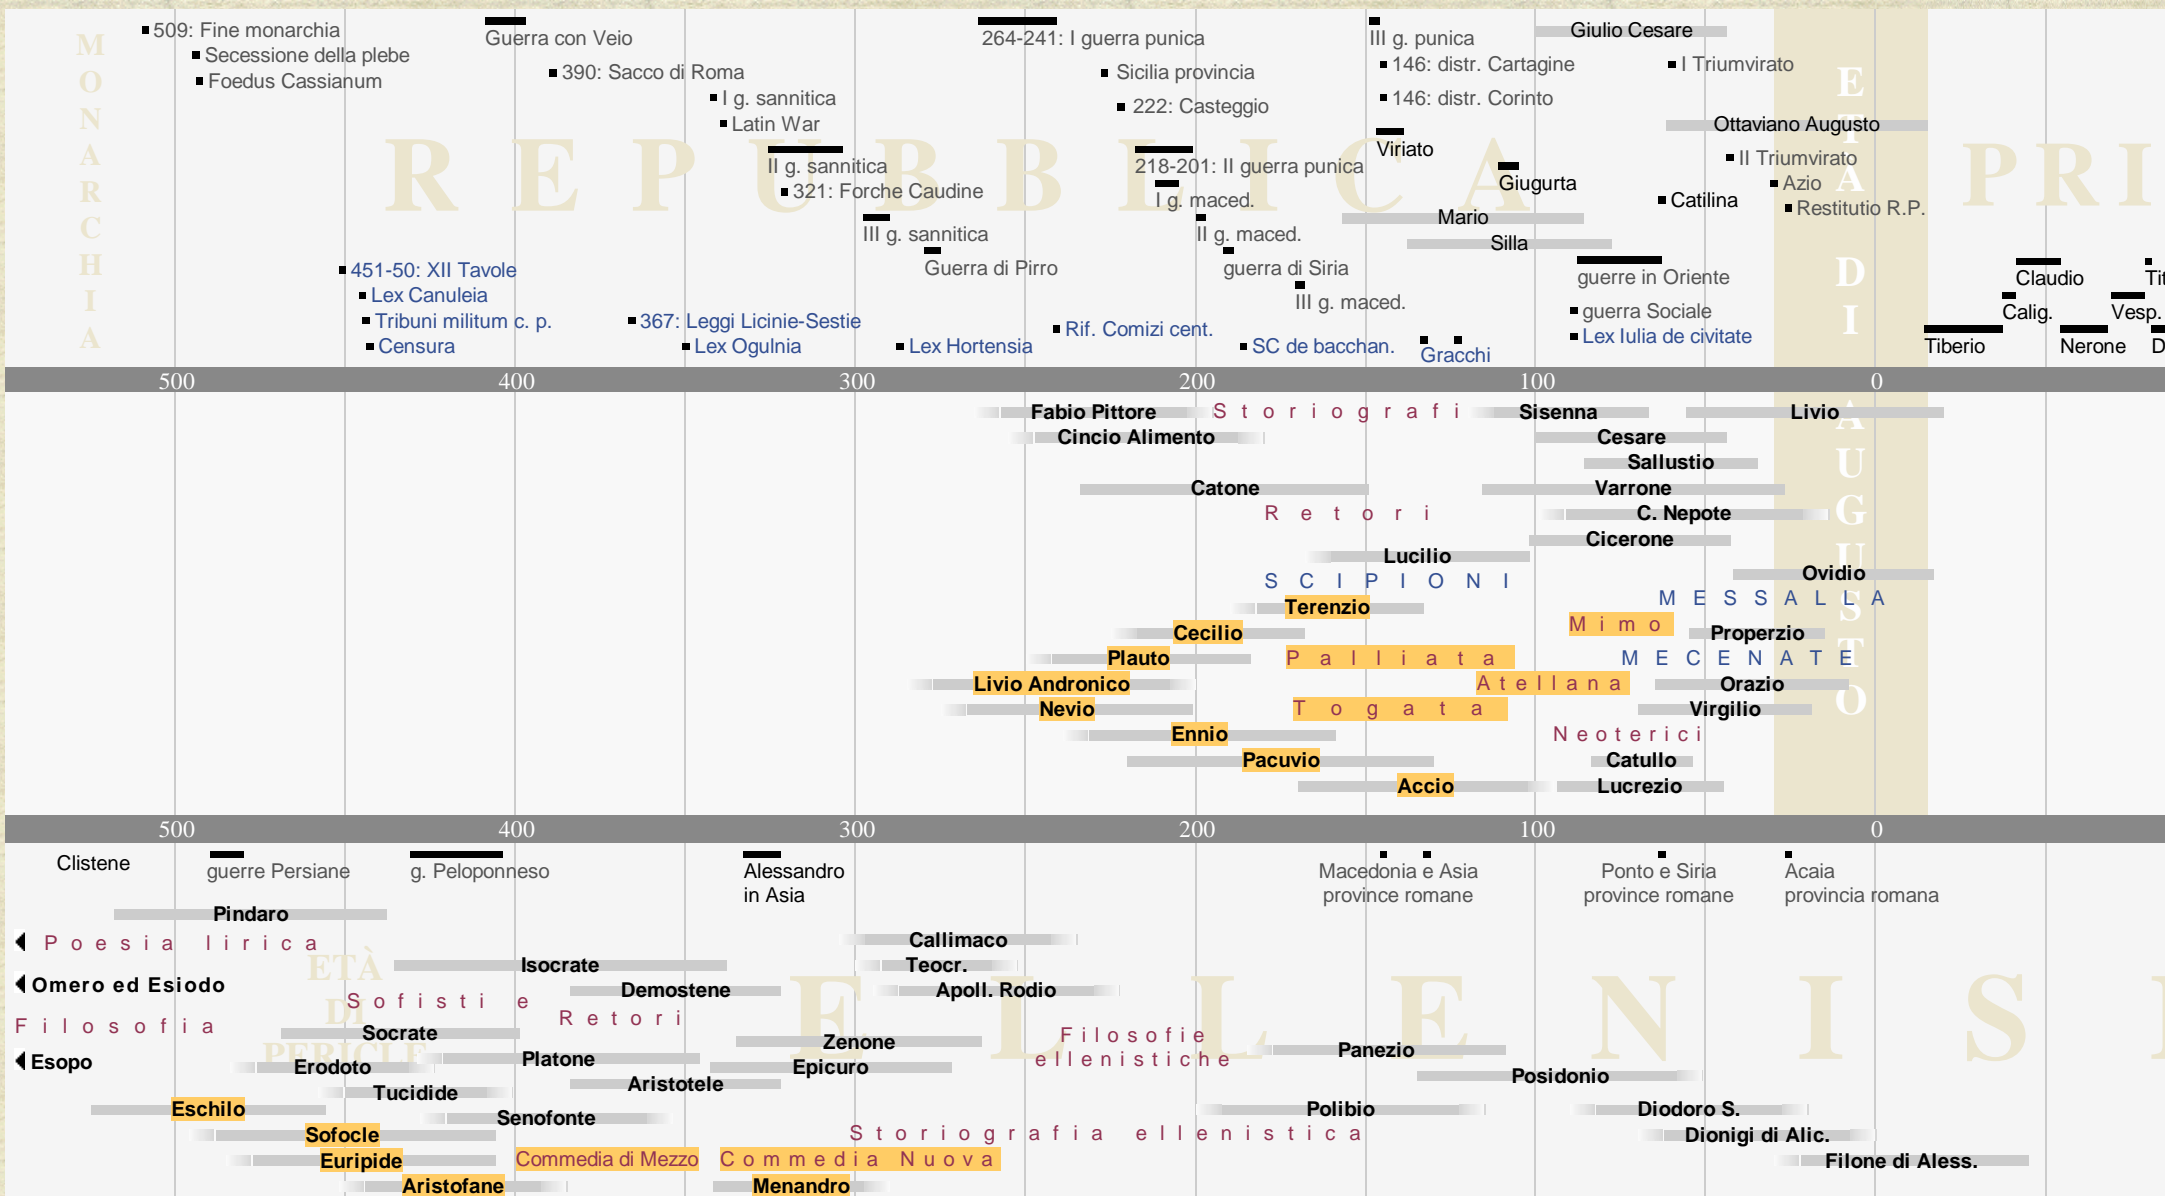 MONARCHIA
REPUBBLICA
ETÀ DI AUGUSTO
PRI
509: Fine monarchia
Secessione della plebe
Foedus Cassianum
Guerra con Veio
390: Sacco di Roma
I g. sannitica
Latin War
II g. sannitica
321: Forche Caudine
III g. sannitica
Guerra di Pirro
264-241: I guerra punica
Sicilia provincia
222: Casteggio
218-201: II guerra punica
I g. maced.
II g. maced.
guerra di Siria
III g. maced.
III g. punica
146: distr. Cartagine
146: distr. Corinto
Viriato
Giugurta
Mario
Silla
Giulio Cesare
I Triumvirato
Ottaviano Augusto
II Triumvirato
Azio
Catilina
Restitutio R.P.
guerre in Oriente
guerra Sociale
Lex Iulia de civitate
451-50: XII Tavole
Lex Canuleia
Tribuni militum c. p.
Censura
367: Leggi Licinie-Sestie
Lex Ogulnia
Lex Hortensia
Rif. Comizi cent.
SC de bacchan.
Gracchi
Claudio
Tit
Calig.
Vesp.
Tiberio
Nerone
D
500 400 300 200 100 0
Fabio Pittore
Storiografi
Sisenna
Livio
Cincio Alimento
Cesare
Sallustio
Catone
Varrone
Retori
C. Nepote
Cicerone
Lucilio
SCIPIONI
Ovidio
MESSALLA
Terenzio
Mimo
Cecilio
Properzio
Plauto
Palliata
MECENATE
Livio Andronico
Atellana
Orazio
Nevio
Togata
Virgilio
Ennio
Neoterici
Pacuvio
Catullo
Accio
Lucrezio
500 400 300 200 100 0
Clistene
guerre Persiane
g. Peloponneso
Alessandro
in Asia
Macedonia e Asia
province romane
Ponto e Siria
province romane
Acaia
provincia romana
Pindaro
Poesia lirica
ETÀ
DI
PERICLE
ELLENIS
Callimaco
Isocrate
Teocr.
Omero ed Esiodo
Demostene
Apoll. Rodio
Sofisti e
Retori
Filosofia
Socrate
Zenone
Filosofie
ellenistiche
Panezio
Esopo
Platone
Erodoto
Epicuro
Posidonio
Aristotele
Tucidide
Eschilo
Senofonte
Polibio
Diodoro S.
Sofocle
Storiografia ellenistica
Dionigi di Alic.
Euripide
Commedia di Mezzo
Commedia Nuova
Filone di Aless.
Aristofane
Menandro